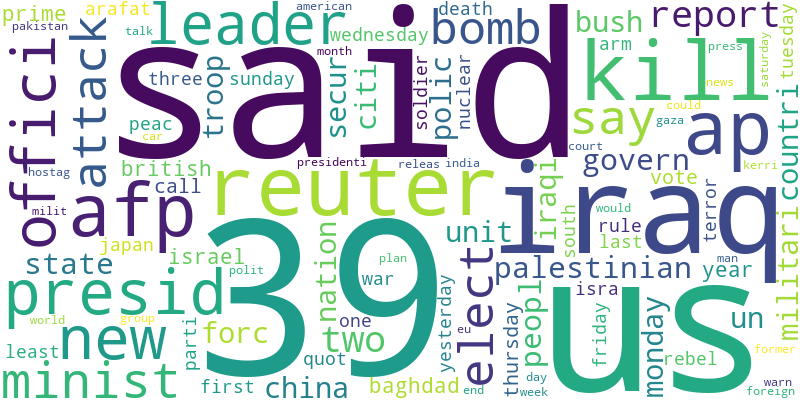 prime
arafat
leader
american
death
bomb
bush
report
pakistan
talk
wednesday
arm
tuesday
offici
attack
said
month
kill
press
saturday
three
troop
sunday
secur
citi
soldier
polic
nuclear
news
say
could
countri
peac
car
gaza
ap
hostag
british
presidenti
releas
india
court
govern
kerri
milit
afp
call
reuter
iraqi
iraq
vote
terror
japan
39
south
would
rule
last
unit
israel
nation
state
polit
plan
war
palestinian
man
year
militari
presid
us
isra
world
group
new
parti
forc
one
two
quot
yesterday
eu
elect
thursday
peopl
friday
monday
un
rebel
former
least
minist
first
china
baghdad
end
day
week
warn
foreign